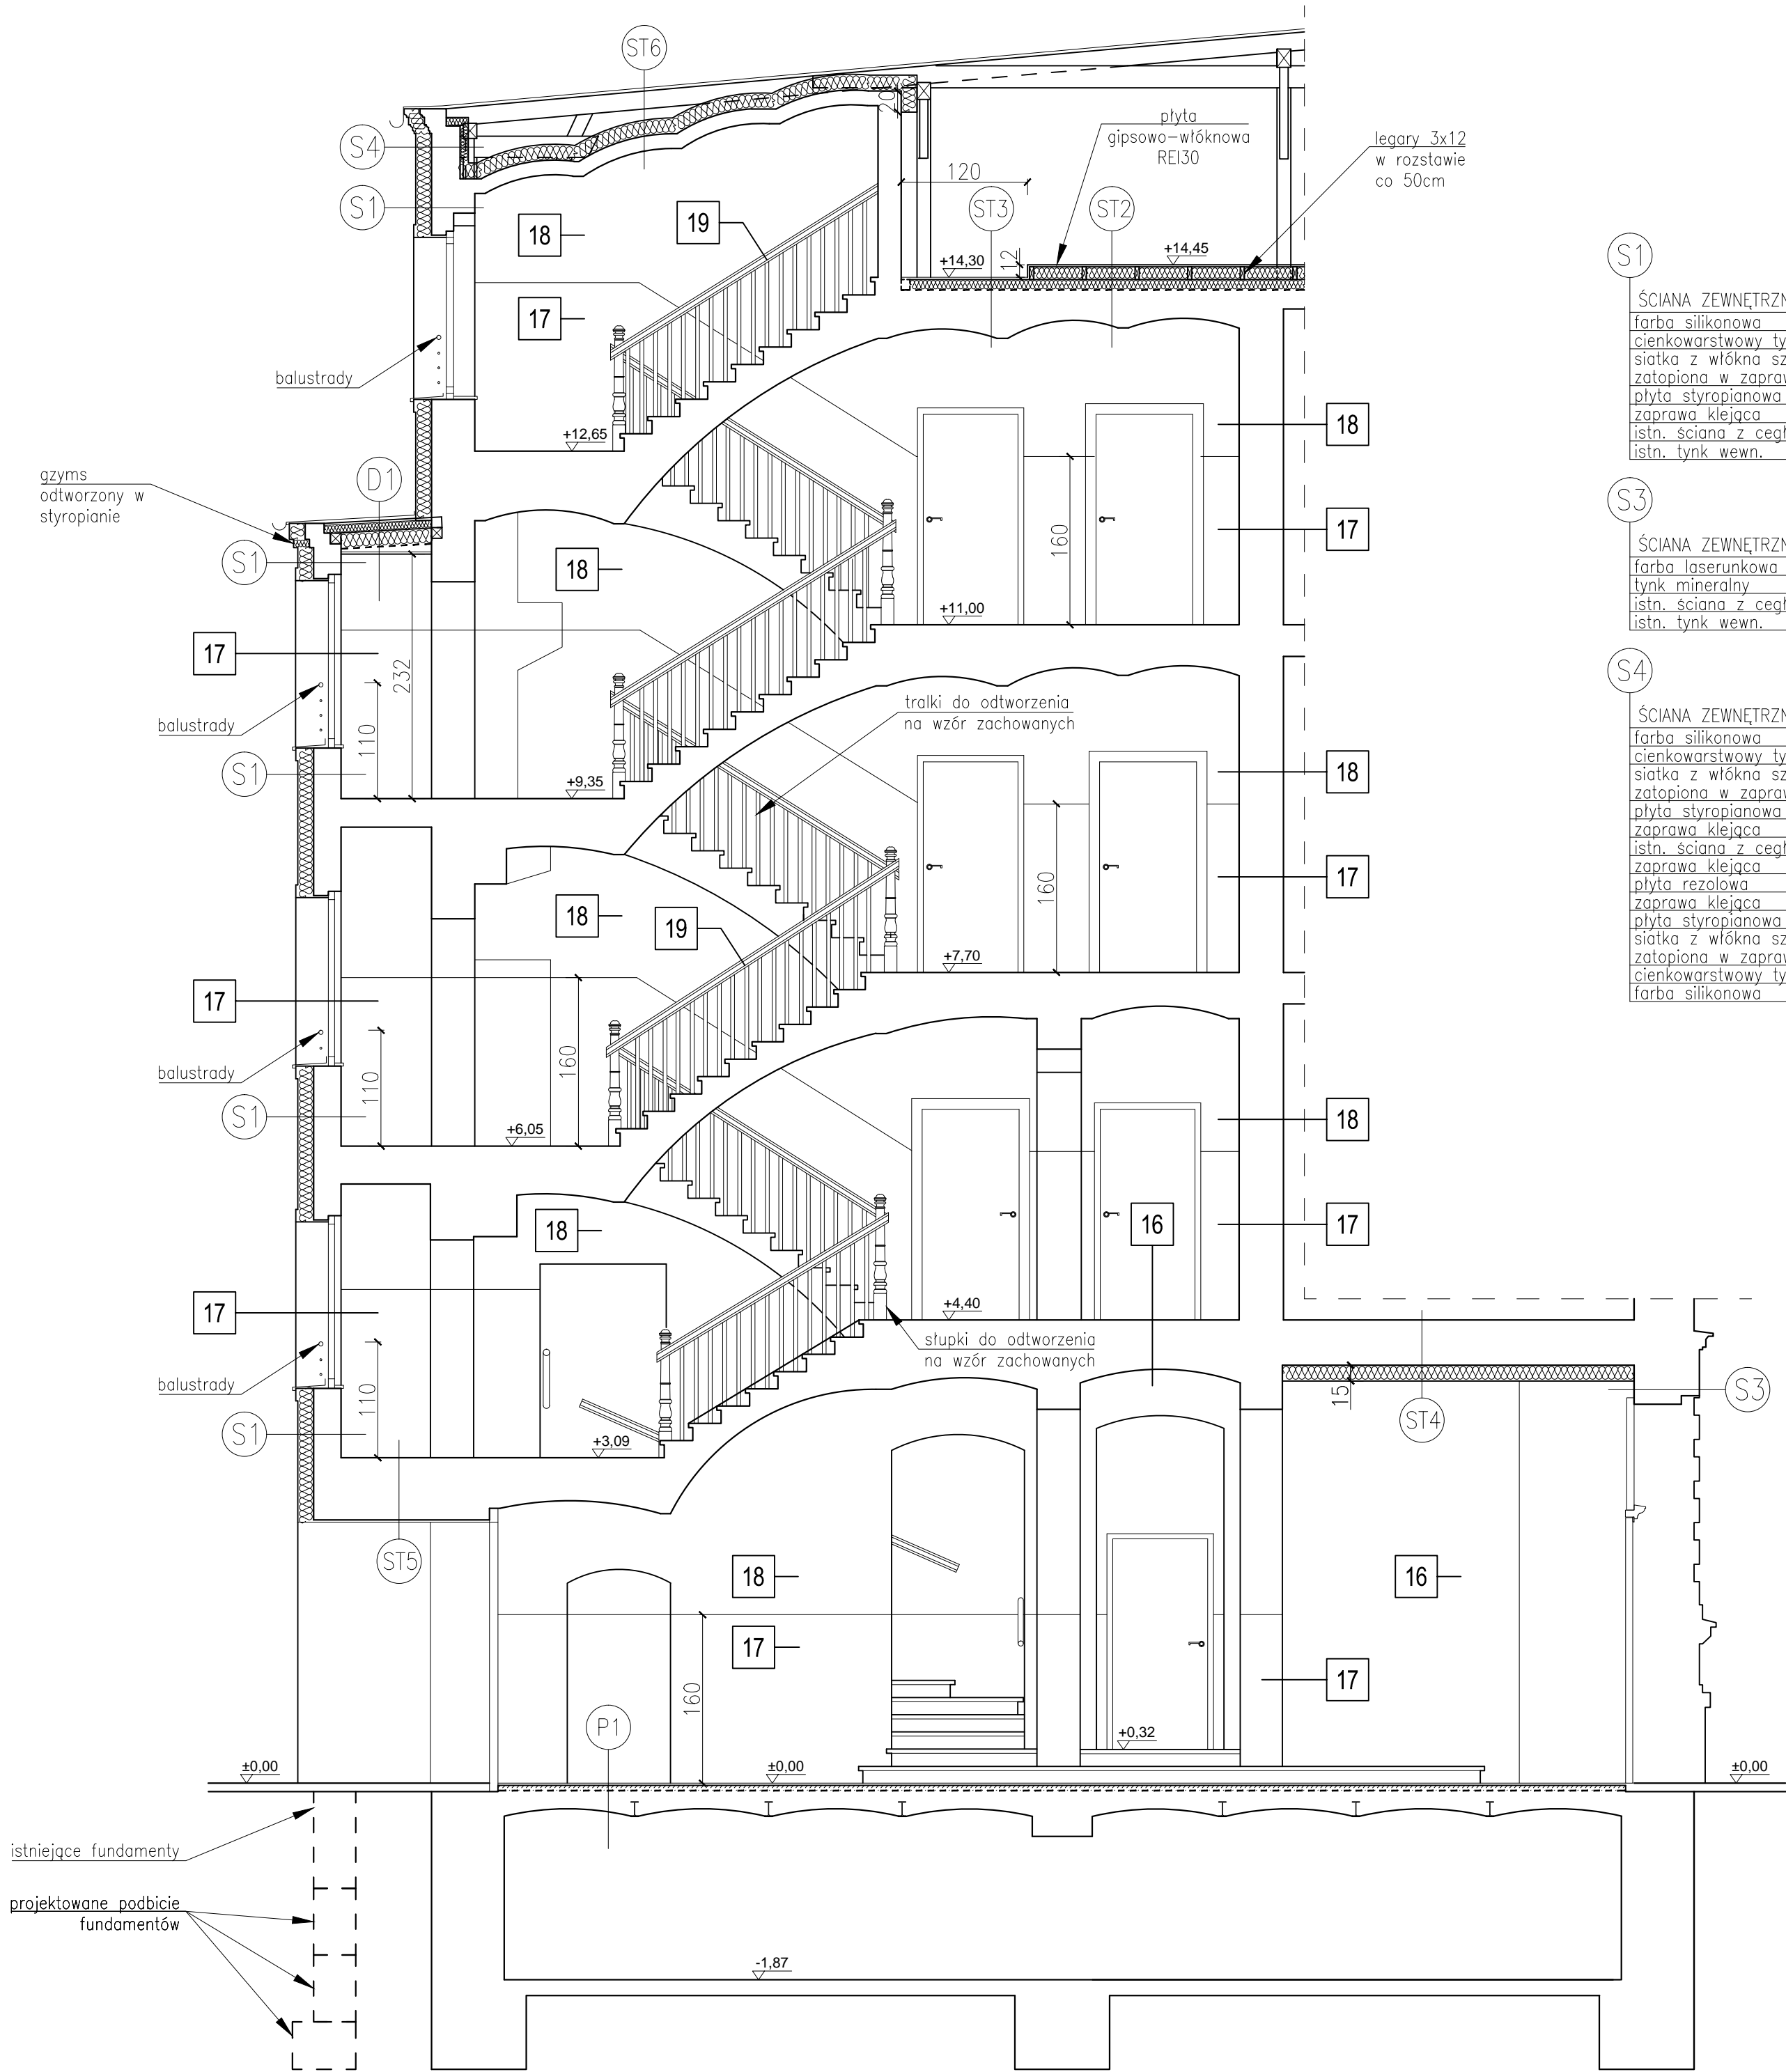 ST6
S4
S1
18
19
17
120
20
płyta
gipsowo-włóknowa
REI30
legary 3x12
w rozstawie
co 50cm
ST3
ST2
+14,30
12
+14,45
balustrady
+12,65
gzyms
odtworzony w
styropianie
D1
S1
18
160
18
17
+11,00
17
232
balustrady
110
S1
+9,35
tralki do odtworzenia
na wzór zachowanych
18
17
18
19
160
+7,70
17
balustrady
160
110
S1
+6,05
18
17
18
16
17
+4,40
słupki do odtworzenia
na wzór zachowanych
balustrady
110
S1
+3,09
15
S3
ST4
ST5
18
16
17
160
17
P1
+0,32
±0,00
±0,00
±0,00
istniejące fundamenty
projektowane podbicie
fundamentów
-1,87
S1
ŚCIANA ZEWNĘTRZN
farba silikonowa
cienkowarstwowy ty
siatka z włókna sz
zatopiona w zapraw
płyta styropianowa
zaprawa klejąca
istn. ściana z cegł
istn. tynk wewn.
S3
ŚCIANA ZEWNĘTRZN
farba laserunkowa
tynk mineralny
istn. ściana z cegł
istn. tynk wewn.
S4
ŚCIANA ZEWNĘTRZN
farba silikonowa
cienkowarstwowy ty
siatka z włókna sz
zatopiona w zapraw
płyta styropianowa
zaprawa klejąca
istn. ściana z cegł
zaprawa klejąca
płyta rezolowa
zaprawa klejąca
płyta styropianowa
siatka z włókna sz
zatopiona w zapraw
cienkowarstwowy ty
farba silikonowa